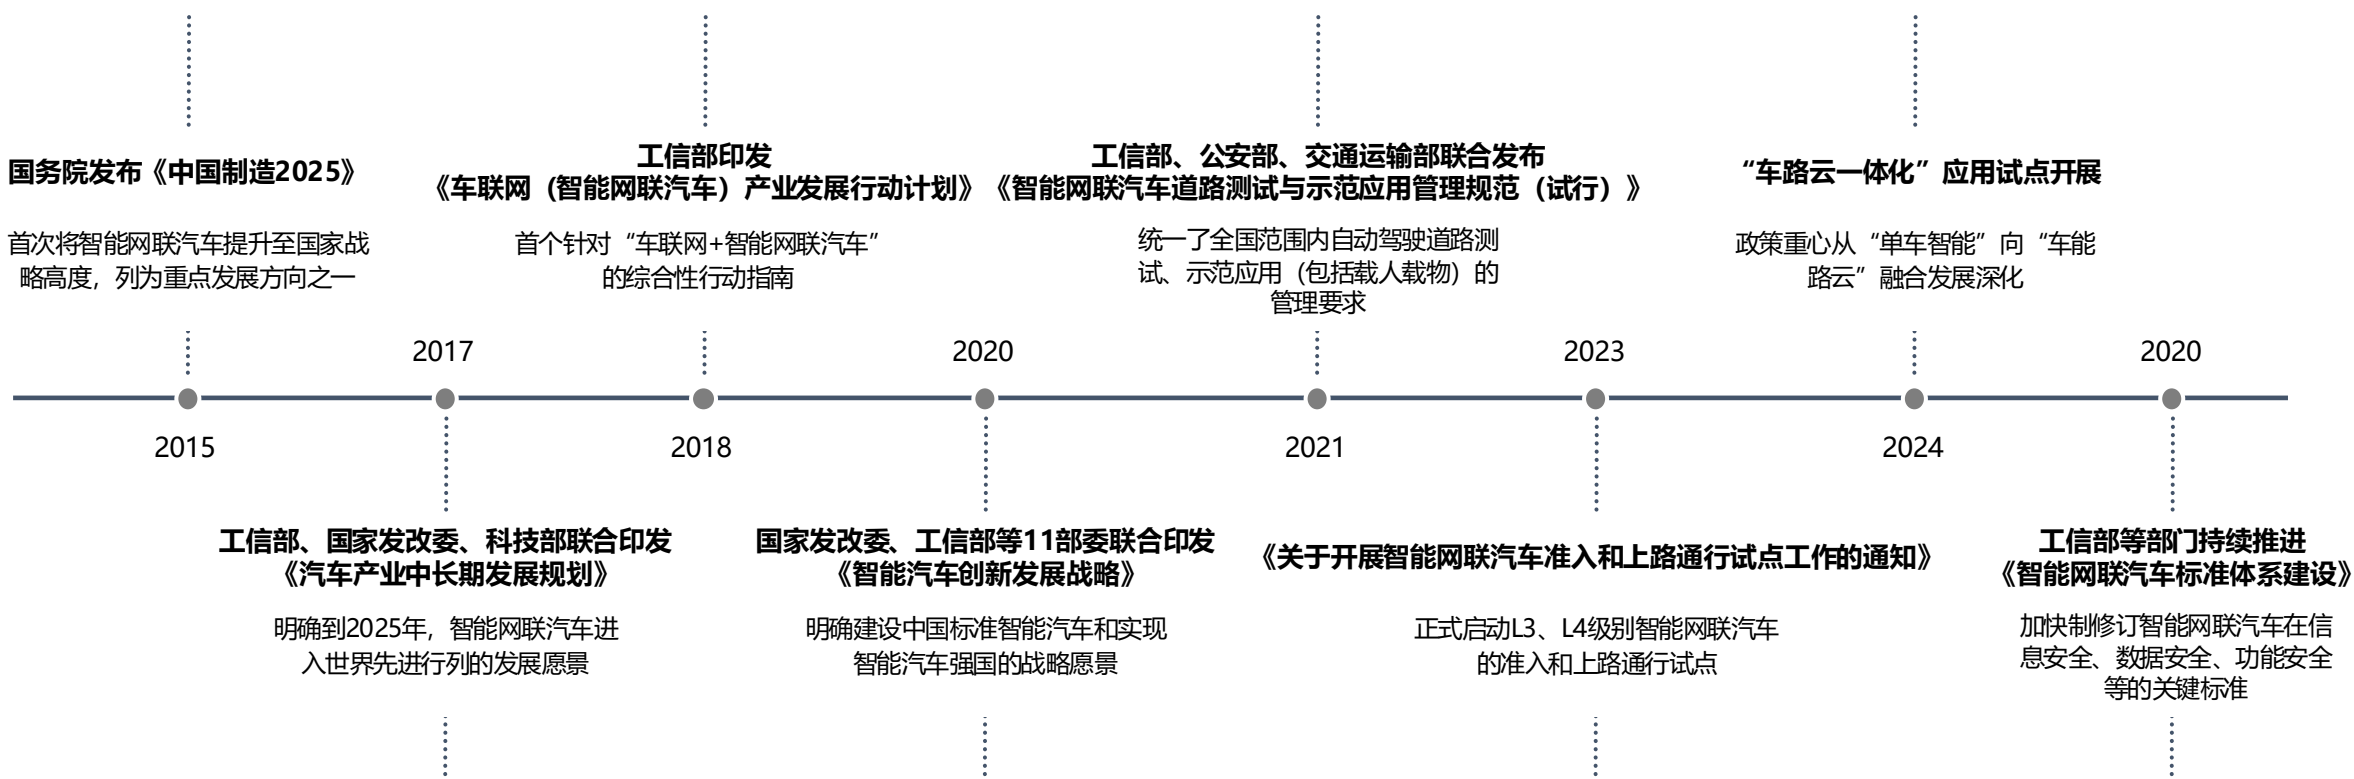 国务院发布《中国制造2025》
首次将智能网联汽车提升至国家战
略高度，列为重点发展方向之一
2015
2017
工信部、国家发改委、科技部联合印发
《汽车产业中长期发展规划》
明确到2025年，智能网联汽车进
入世界先进行列的发展愿景
工信部印发
《车联网（智能网联汽车）产业发展行动计划》
首个针对“车联网+智能网联汽车”
的综合性行动指南
2018
2020
国家发改委、工信部等11部委联合印发
《智能汽车创新发展战略》
明确建设中国标准智能汽车和实现
智能汽车强国的战略愿景
工信部、公安部、交通运输部联合发布
《智能网联汽车道路测试与示范应用管理规范（试行）》
统一了全国范围内自动驾驶道路测
试、示范应用（包括载人载物）的
管理要求
2021
2023
《关于开展智能网联汽车准入和上路通行试点工作的通知》
正式启动L3、L4级别智能网联汽车
的准入和上路通行试点
“车路云一体化”应用试点开展
政策重心从“单车智能”向“车能
路云”融合发展深化
2024
2020
工信部等部门持续推进
《智能网联汽车标准体系建设》
加快制修订智能网联汽车在信
息安全、数据安全、功能安全
等的关键标准